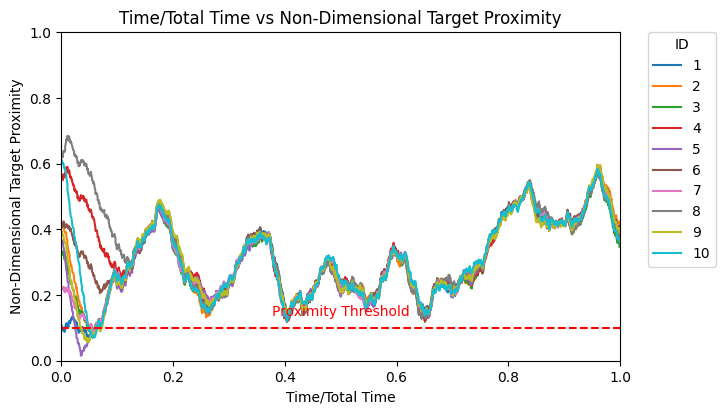 Time/Total Time vs Non-Dimensional Target Proximity
Non-Dimensional Target Proximity
1.0
0.8
0.6
0.4
0.2
0.0
Proximity Threshold
0.0 0.2 0.4 0.6 0.8 1.0
Time/Total Time
ID
1
2
3
4
5
6
7
8
9
10